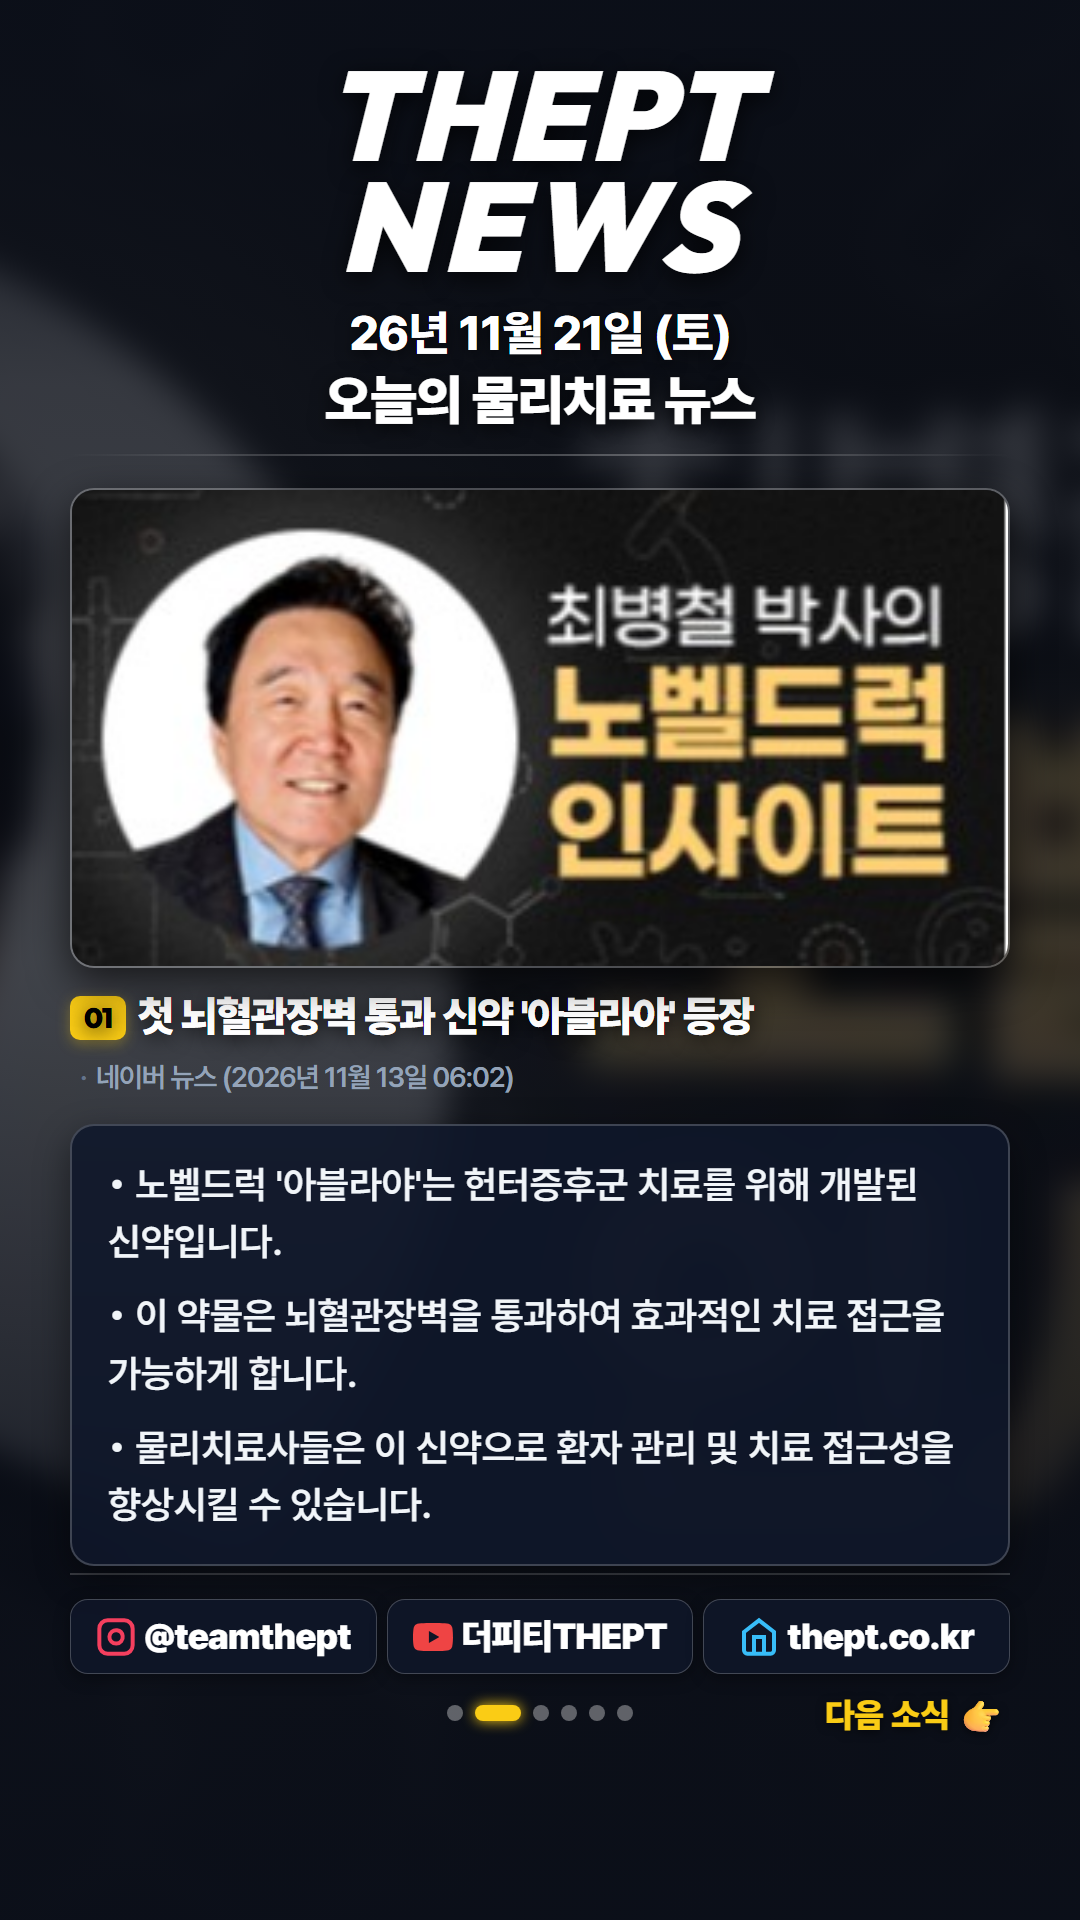 THEPT
NEWS
26년 11월 21일 (토)
오늘의 물리치료 뉴스
최병철 박사의
노벨드럭
인사이트
01 첫 뇌혈관장벽 통과 신약 '아블라야' 등장
· 네이버 뉴스 (2026년 11월 13일 06:02)
• 노벨드럭 '아블라야'는 헌터증후군 치료를 위해 개발된
신약입니다.
• 이 약물은 뇌혈관장벽을 통과하여 효과적인 치료 접근을
가능하게 합니다.
• 물리치료사들은 이 신약으로 환자 관리 및 치료 접근성을
향상시킬 수 있습니다.
@teamthept 더피티THEPT thept.co.kr
다음 소식 👉